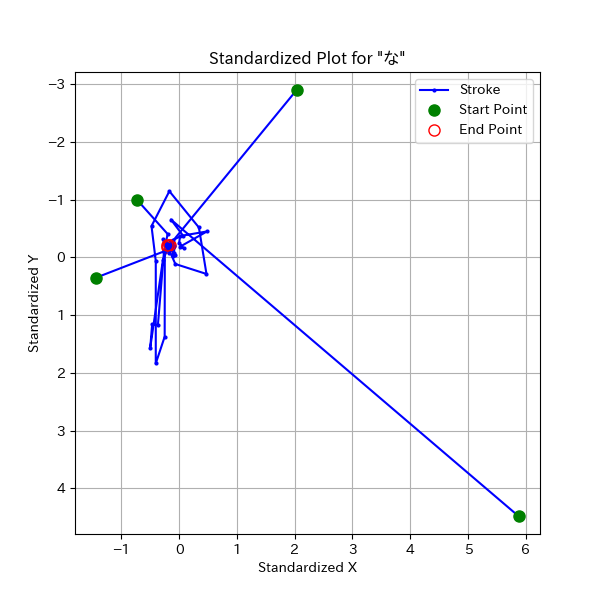 Standardized Plot for "な"
Stroke
Start Point
End Point
−3
−2
−1
0
1
2
3
4
Standardized Y
−1 0 1 2 3 4 5 6
Standardized X